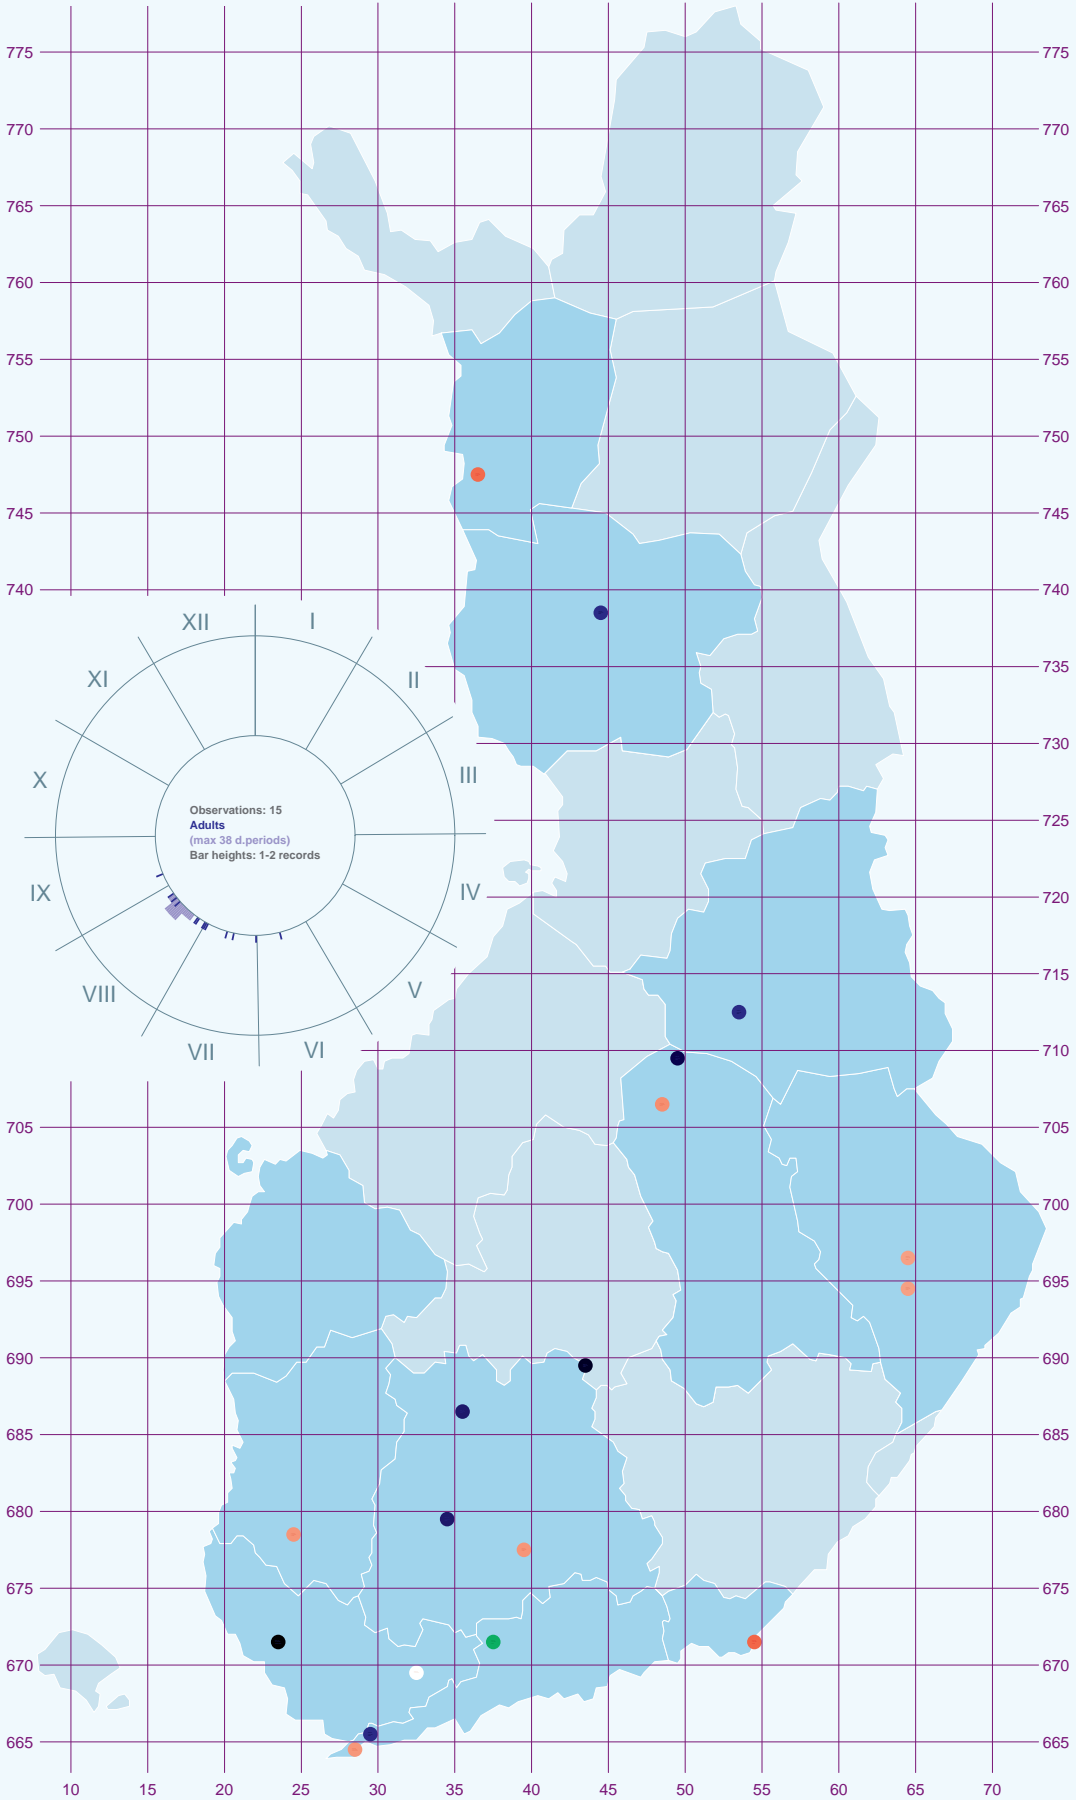 775 775
770 770
765 765
760 760
755 755
750 750
745 745
740 740
XII I
XI II
735
730
X III
Observations: 15
Adults
(max 38 d.periods)
Bar heights: 1-2 records
725
IX IV
720
715
VIII V
VII VI
710
705 705
700 700
695 695
690 690
685 685
680 680
675 675
670 670
665 665
10 15 20 25 30 35 40 45 50 55 60 65 70